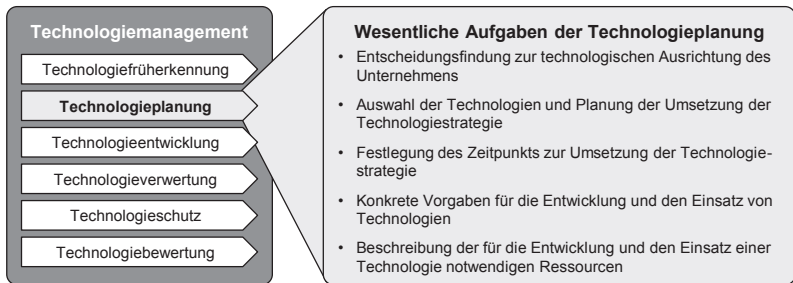 Technologiemanagement
Technologiefrüherkennung
Technologieplanung
Technologieentwicklung
Technologieverwertung
Technologieschutz
Technologiebewertung
Wesentliche Aufgaben der Technologieplanung
• Entscheidungsfindung zur technologischen Ausrichtung des
Unternehmens
• Auswahl der Technologien und Planung der Umsetzung der
Technologiestrategie
• Festlegung des Zeitpunkts zur Umsetzung der Technologie-
strategie
• Konkrete Vorgaben für die Entwicklung und den Einsatz von
Technologien
• Beschreibung der für die Entwicklung und den Einsatz einer
Technologie notwendigen Ressourcen